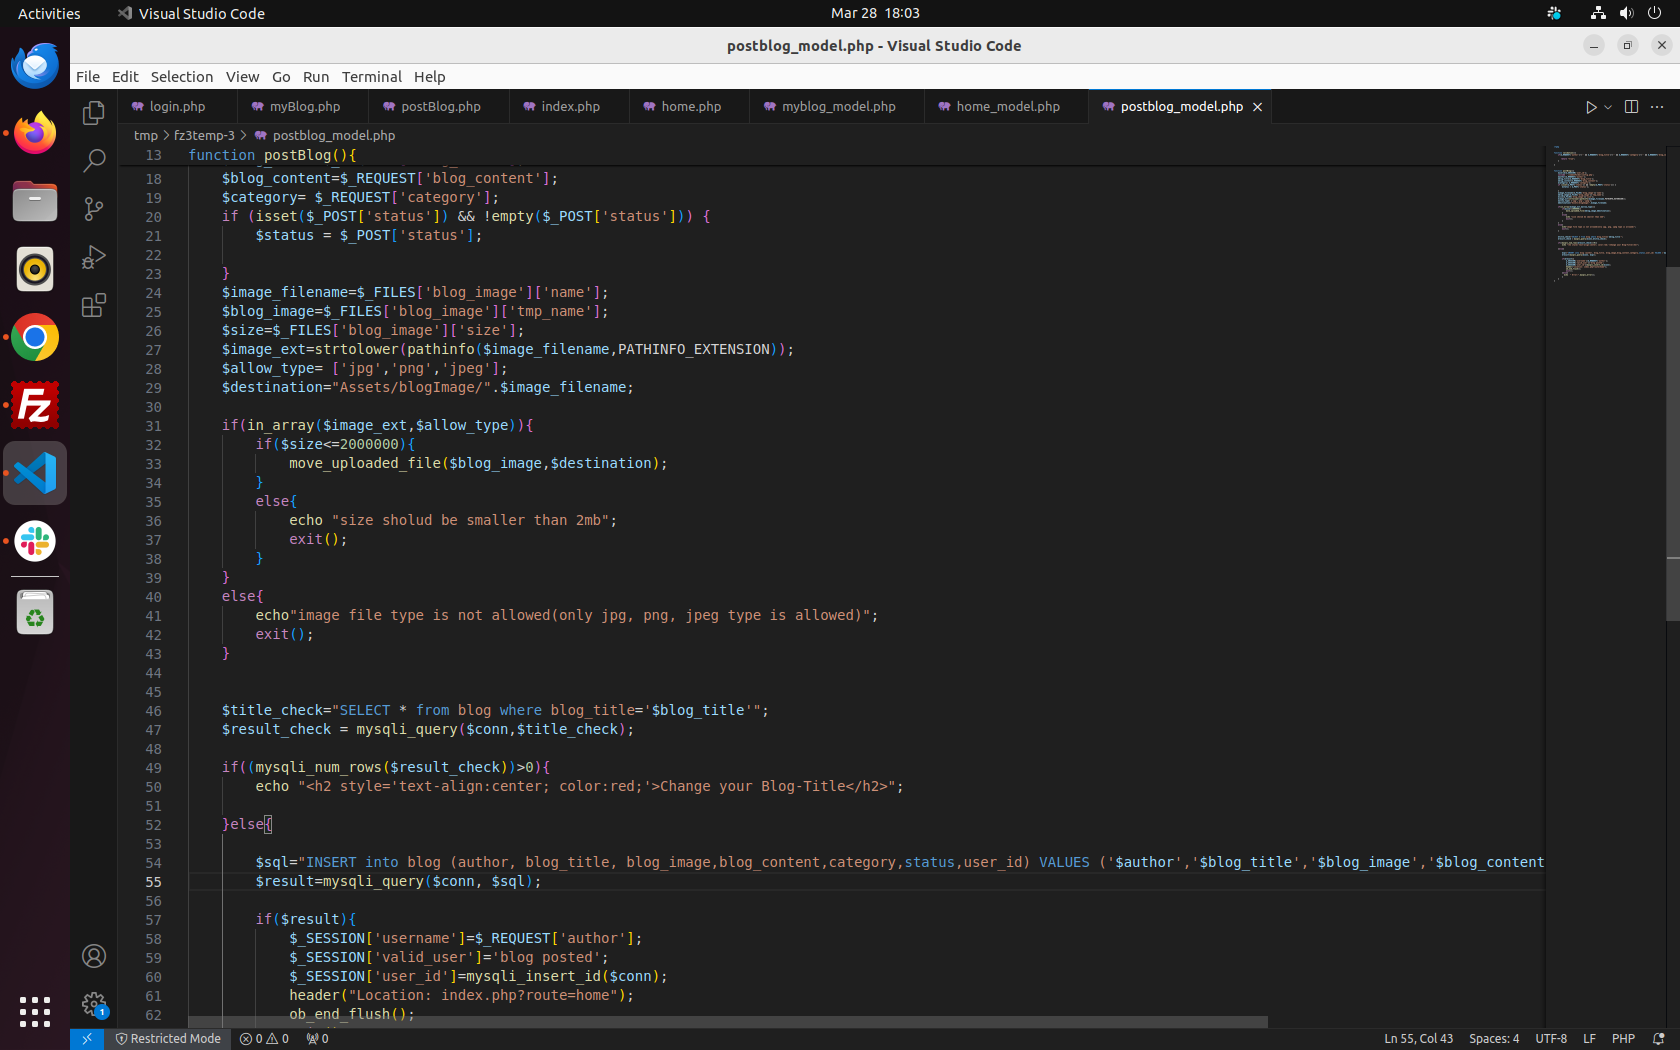 Activities Visual Studio Code Mar 28 18:03
postblog_model.php - Visual Studio Code
File Edit Selection View Go Run Terminal Help
login.php myBlog.php postBlog.php index.php home.php myblog_model.php home_model.php postblog_model.php
tmp > fz3temp-3 > postblog_model.php
13 function postBlog(){
18 $blog_content=$_REQUEST['blog_content'];
19 $category= $_REQUEST['category'];
20 if (isset($_POST['status']) && !empty($_POST['status'])) {
21 $status = $_POST['status'];
22
23 }
24 $image_filename=$_FILES['blog_image']['name'];
25 $blog_image=$_FILES['blog_image']['tmp_name'];
26 $size=$_FILES['blog_image']['size'];
27 $image_ext=strtolower(pathinfo($image_filename,PATHINFO_EXTENSION));
28 $allow_type= ['jpg','png','jpeg'];
29 $destination="Assets/blogImage/".$image_filename;
30
31 if(in_array($image_ext,$allow_type)){
32 if($size<=2000000){
33 move_uploaded_file($blog_image,$destination);
34 }
35 else{
36 echo "size sholud be smaller than 2mb";
37 exit();
38 }
39 }
40 else{
41 echo"image file type is not allowed(only jpg, png, jpeg type is allowed)";
42 exit();
43 }
44
45
46 $title_check="SELECT * from blog where blog_title='$blog_title'";
47 $result_check = mysqli_query($conn,$title_check);
48
49 if((mysqli_num_rows($result_check))>0){
50 echo "<h2 style='text-align:center; color:red;'>Change your Blog-Title</h2>";
51
52 }else{
53
54 $sql="INSERT into blog (author, blog_title, blog_image,blog_content,category,status,user_id) VALUES ('$author','$blog_title','$blog_image','$blog_content
55 $result=mysqli_query($conn, $sql);
56
57 if($result){
58 $_SESSION['username']=$_REQUEST['author'];
59 $_SESSION['valid_user']='blog posted';
60 $_SESSION['user_id']=mysqli_insert_id($conn);
61 header("Location: index.php?route=home");
62 ob_end_flush();
Restricted Mode 0 0 0 Ln 55, Col 43 Spaces: 4 UTF-8 LF PHP